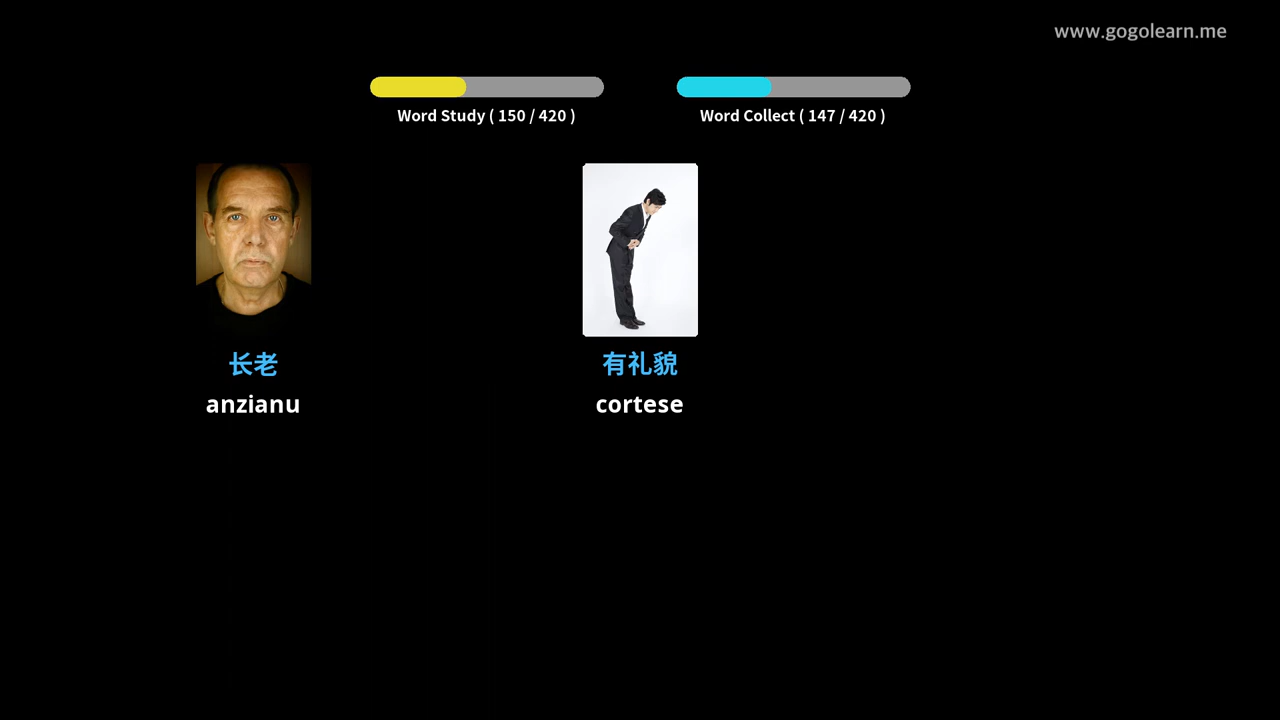 www.gogolearn.me
Word Study ( 150 / 420 )
Word Collect ( 147 / 420 )
长老
有礼貌
anzianu
cortese